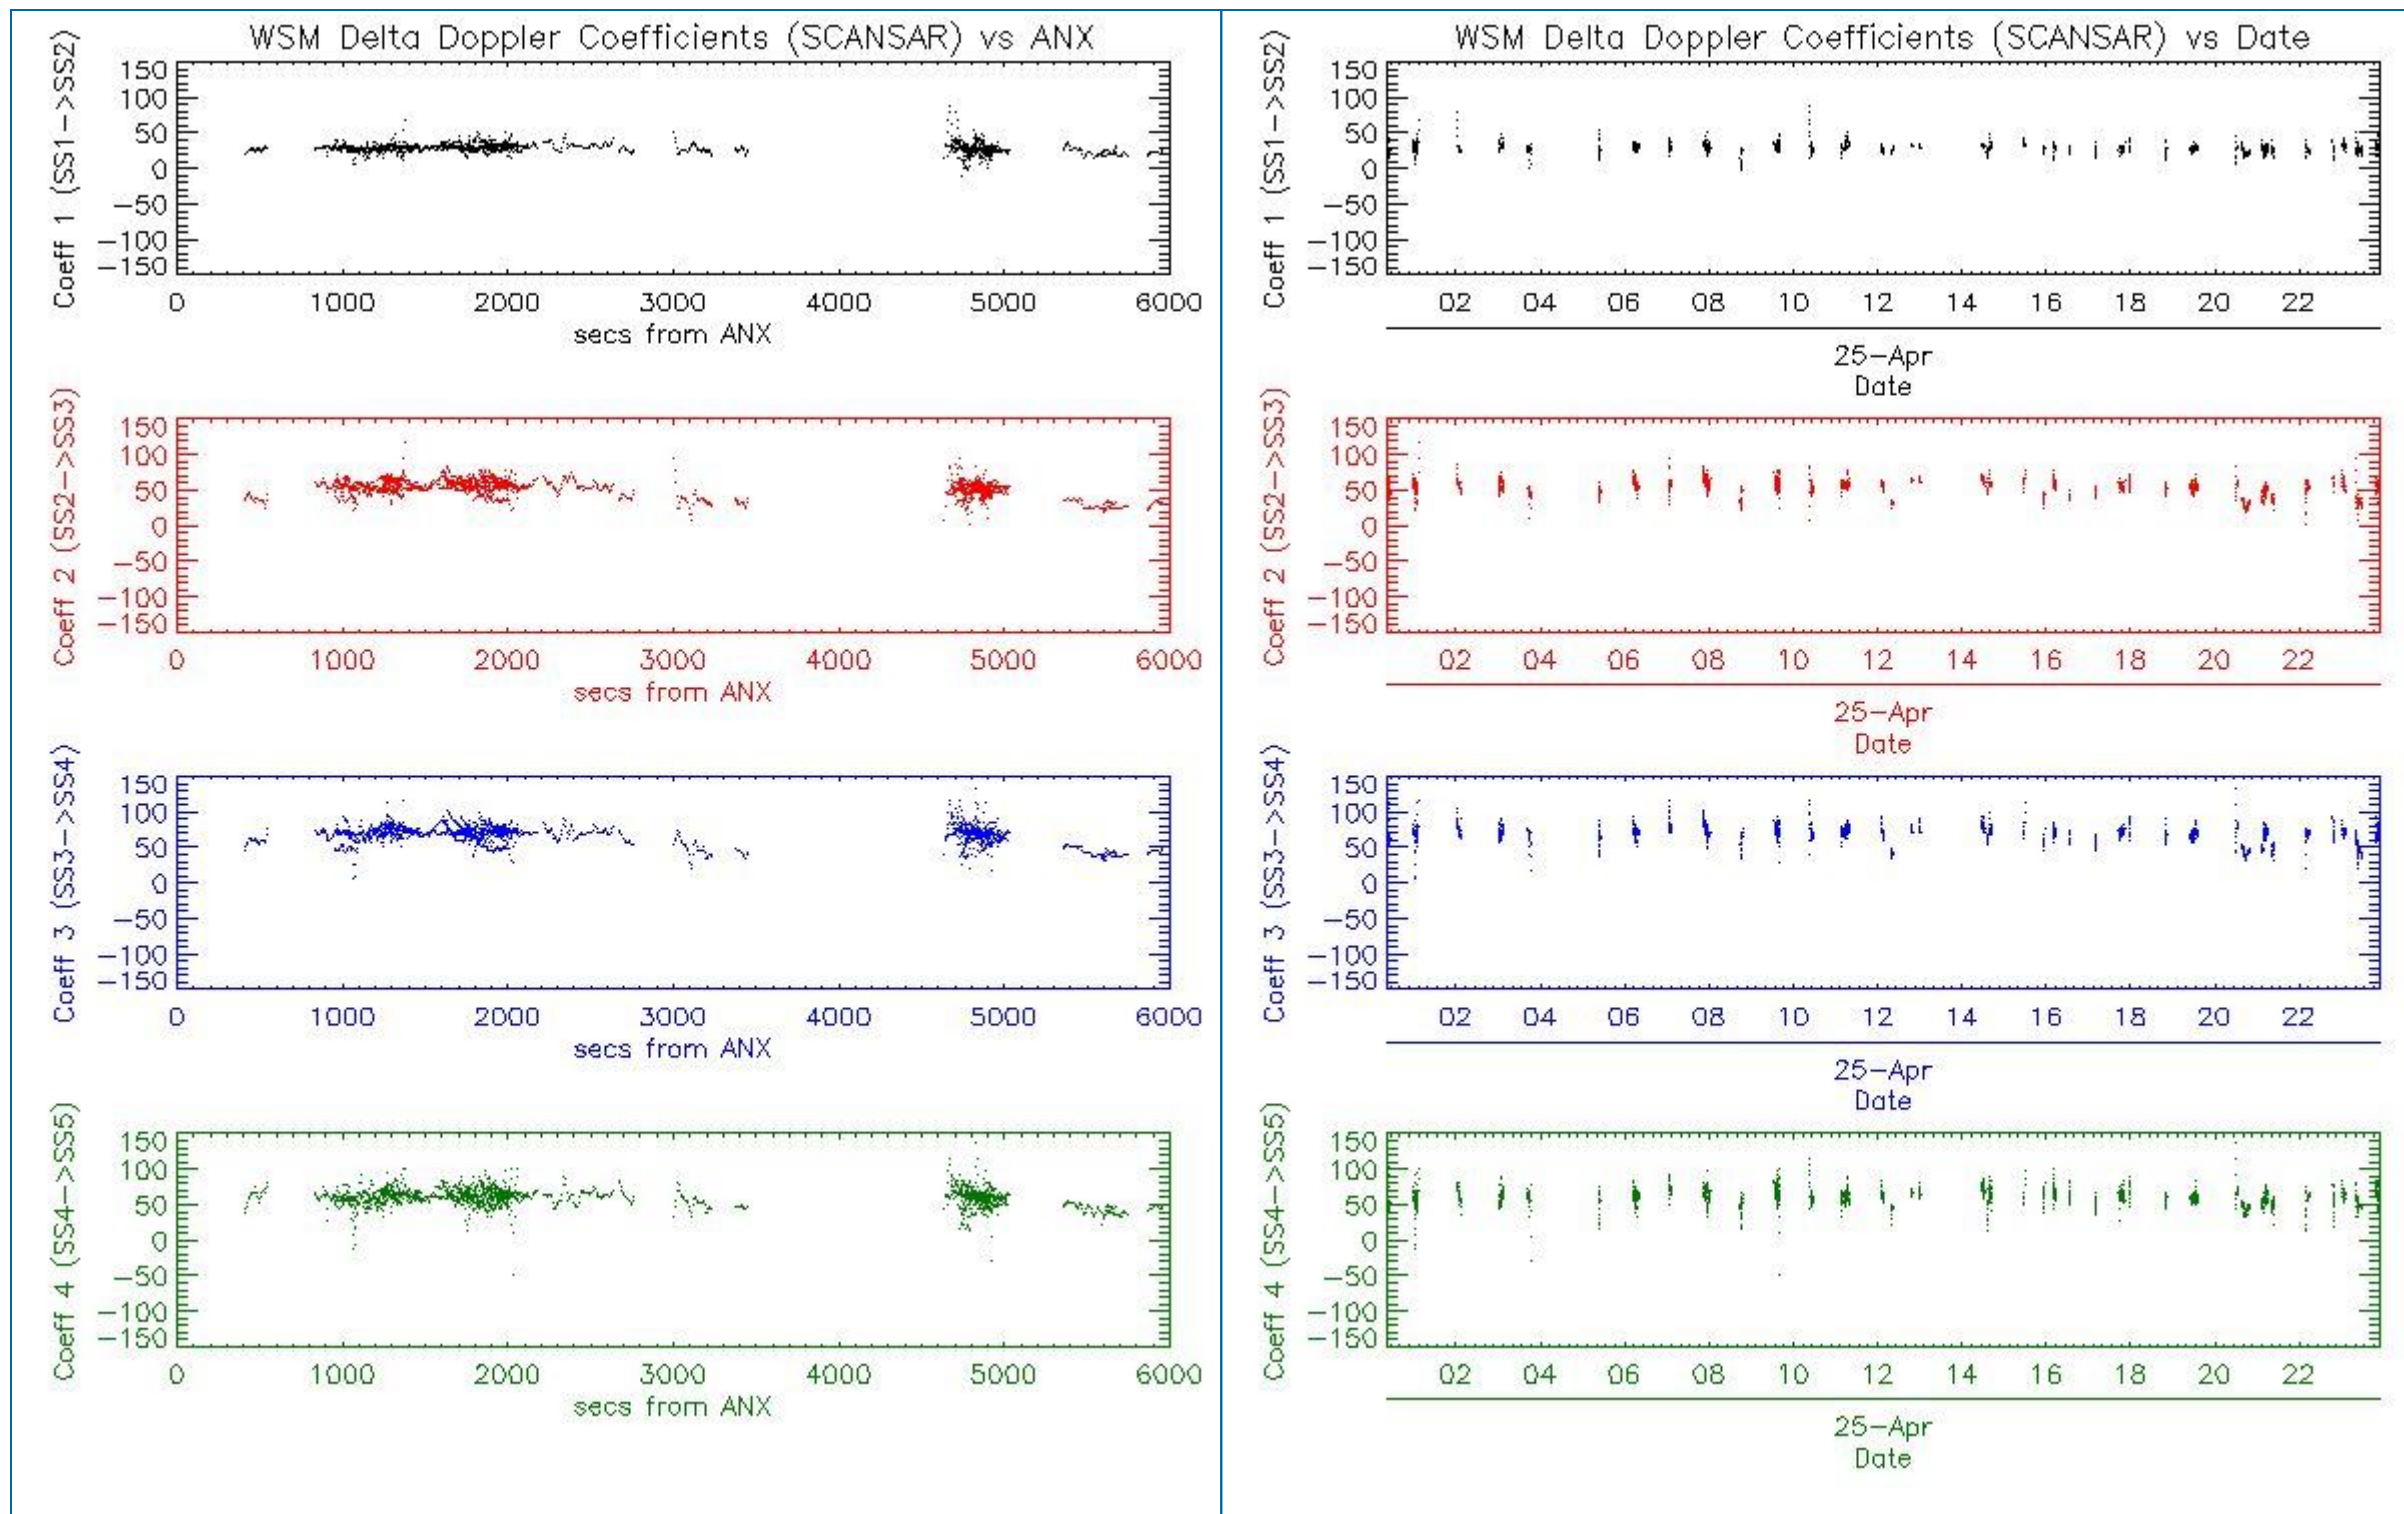 WSM Delta Doppler Coefficients (SCANSAR) vs ANX
Coeff 1 (SS1->SS2)
150
100
50
0
-50
-100
-150
0 1000 2000 3000 4000 5000 6000
secs from ANX
Coeff 2 (SS2->SS3)
150
100
50
0
-50
-100
-150
0 1000 2000 3000 4000 5000 6000
secs from ANX
Coeff 3 (SS3->SS4)
150
100
50
0
-50
-100
-150
0 1000 2000 3000 4000 5000 6000
secs from ANX
Coeff 4 (SS4->SS5)
150
100
50
0
-50
-100
-150
0 1000 2000 3000 4000 5000 6000
secs from ANX
WSM Delta Doppler Coefficients (SCANSAR) vs Date
Coeff 1 (SS1->SS2)
150
100
50
0
-50
-100
-150
02 04 06 08 10 12 14 16 18 20 22
25-Apr
Date
Coeff 2 (SS2->SS3)
150
100
50
0
-50
-100
-150
02 04 06 08 10 12 14 16 18 20 22
25-Apr
Date
Coeff 3 (SS3->SS4)
150
100
50
0
-50
-100
-150
02 04 06 08 10 12 14 16 18 20 22
25-Apr
Date
Coeff 4 (SS4->SS5)
150
100
50
0
-50
-100
-150
02 04 06 08 10 12 14 16 18 20 22
25-Apr
Date